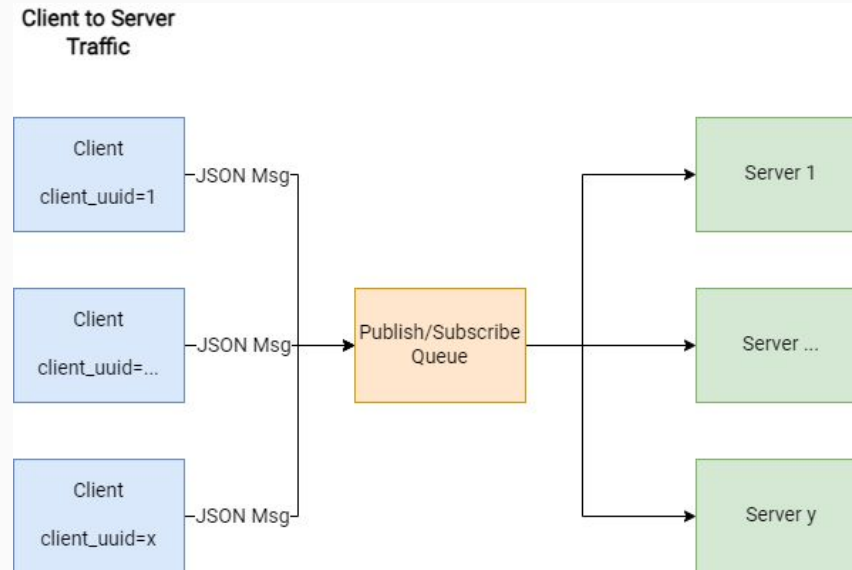 Client to Server
Traffic
Client
client_uuid=1
JSON Msg
Server 1
Client
client_uuid=...
JSON Msg
Publish/Subscribe
Queue
Server ...
Client
client_uuid=x
JSON Msg
Server y